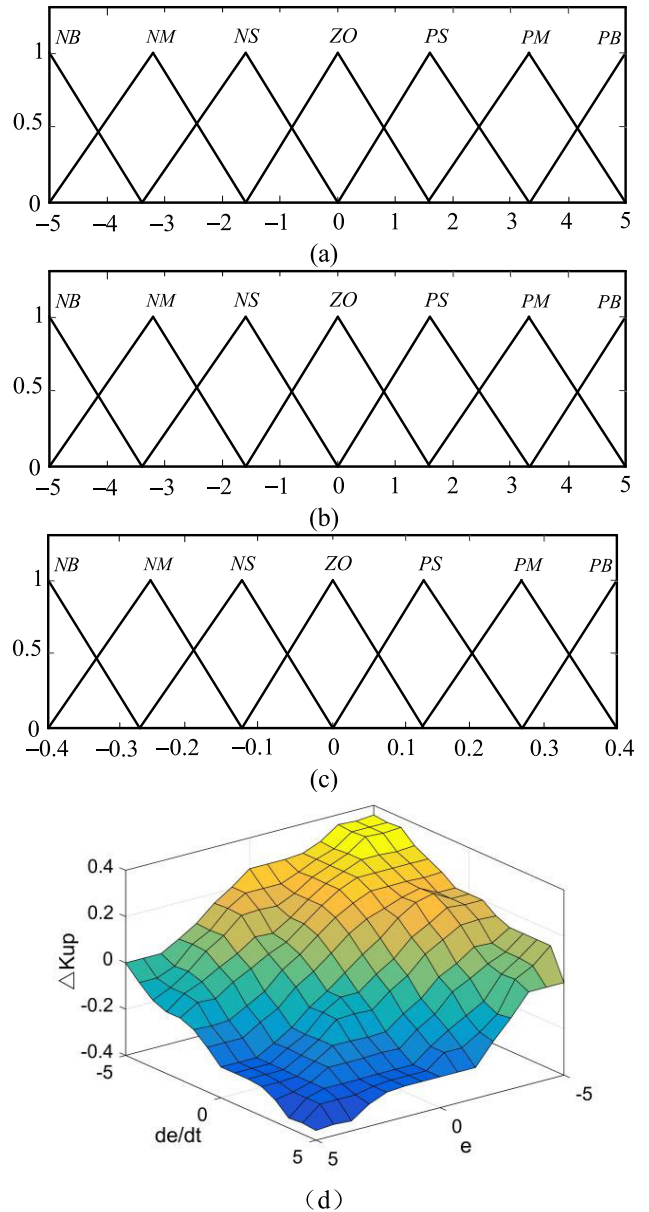 NB NM NS ZO PS PM PB
1
0.5
0
−5 −4 −3 −2 −1 0 1 2 3 4 5
(a)
NB NM NS ZO PS PM PB
1
0.5
0
−5 −4 −3 −2 −1 0 1 2 3 4 5
(b)
NB NM NS ZO PS PM PB
1
0.5
0
−0.4 −0.3 −0.2 −0.1 0 0.1 0.2 0.3 0.4
(c)
0.4
0.2
0
-0.2
-0.4
△Kup
-5 0 5
de/dt
5 0 -5
e
（d）